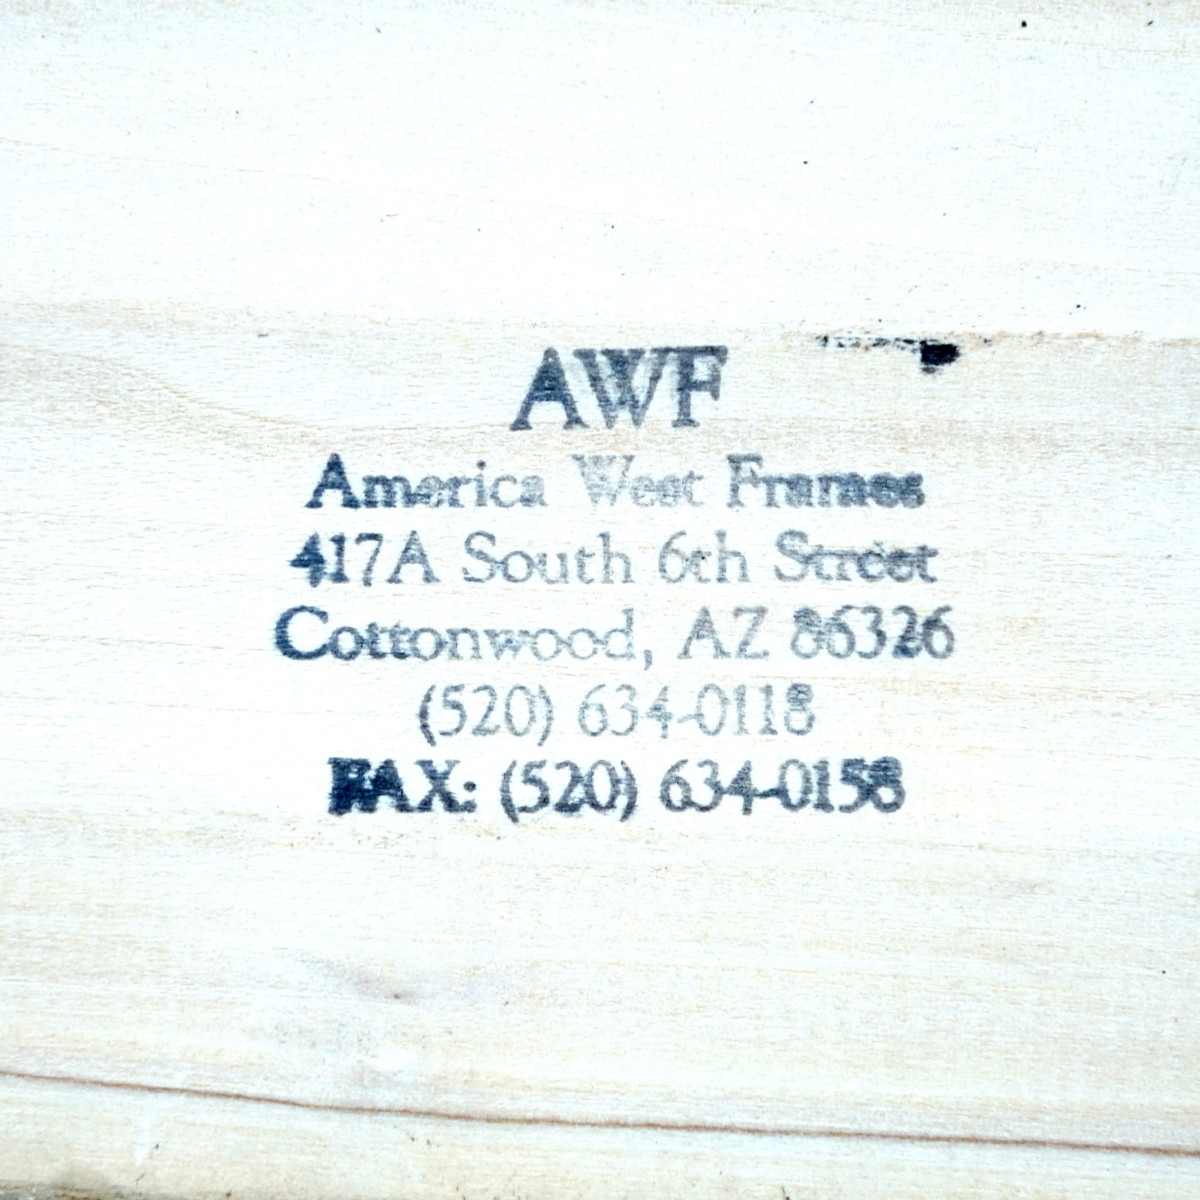 AWF
America West Frames
417A South 6th Street
Cottonwood, AZ 86326
(520) 634-0118
FAX: (520) 634-0158